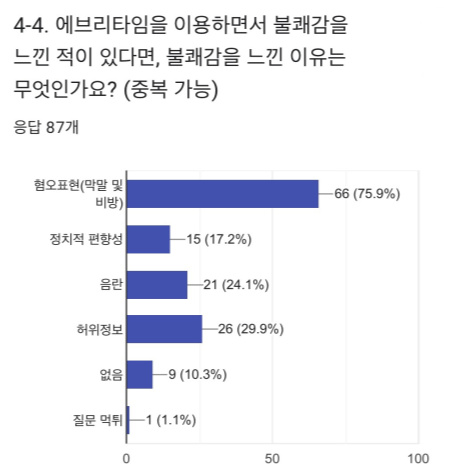 4-4. 에브리타임을 이용하면서 불쾌감을
느낀 적이 있다면, 불쾌감을 느낀 이유는
무엇인가요? (중복 가능)
응답 87개
혐오표현(막말 및
비방)
66 (75.9%)
정치적 편향성
15 (17.2%)
음란
21 (24.1%)
허위정보
26 (29.9%)
없음
9 (10.3%)
질문 먹튀
1 (1.1%)
0
50
100